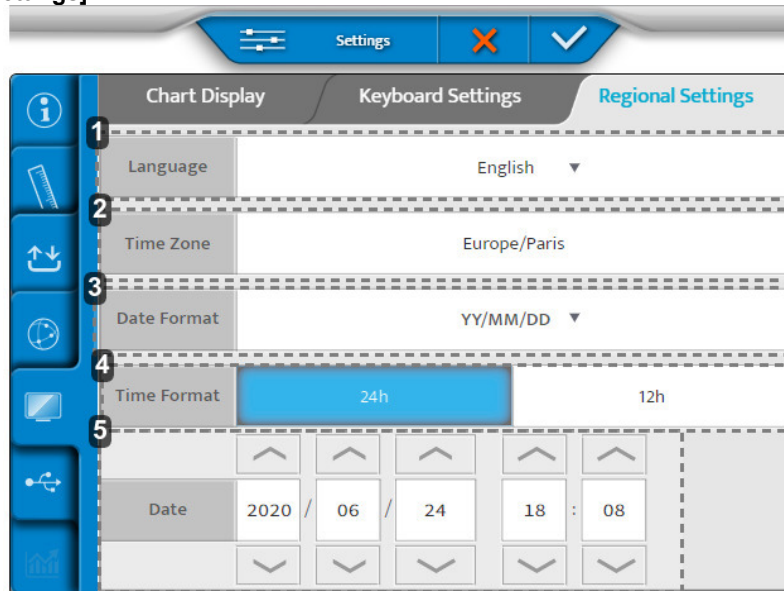 Settings
Chart Display Keyboard Settings Regional Settings
1
Language English ▼
2
Time Zone Europe/Paris
3
Date Format YY/MM/DD ▼
4
Time Format 24h 12h
5
Date 2020 / 06 / 24 18 : 08